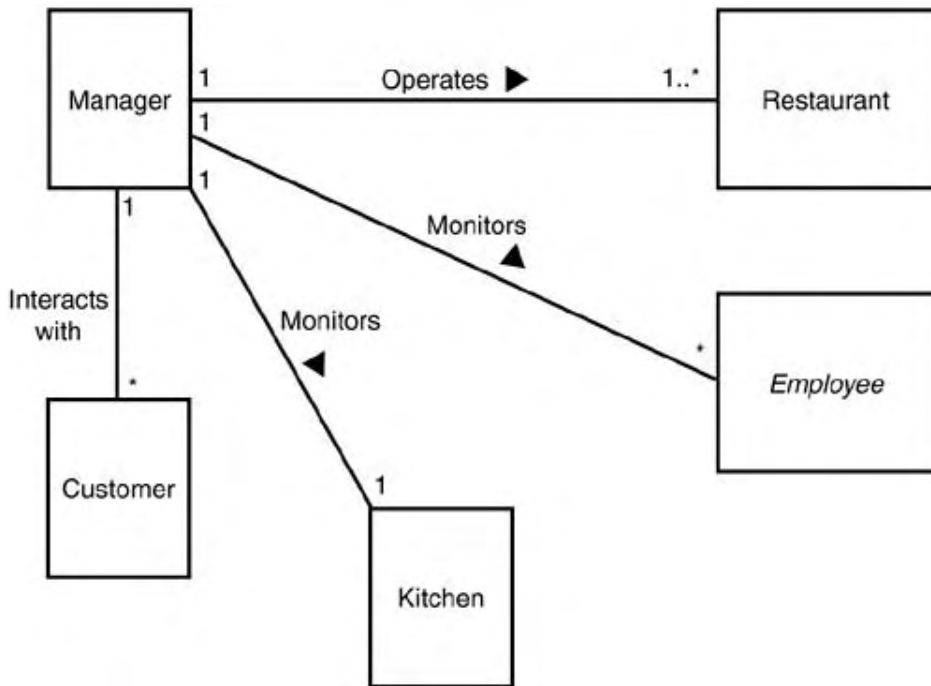 1
Operates
1..*
Manager
Restaurant
1
1
1
Monitors
Interacts
with
Monitors
*
Employee
*
Customer
1
Kitchen